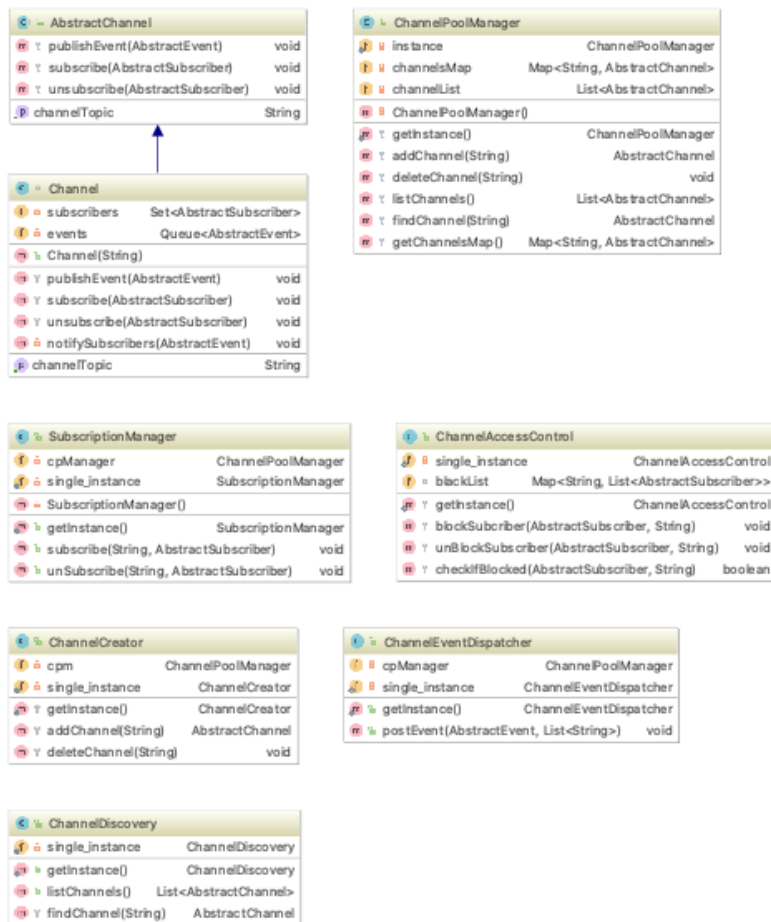 AbstractChannel
publishEvent(AbstractEvent) void
subscribe(AbstractSubscriber) void
unsubscribe(AbstractSubscriber) void
channelTopic String
ChannelPoolManager
instance ChannelPoolManager
channelsMap Map<String, AbstractChannel>
channelList List<AbstractChannel>
ChannelPoolManager()
getInstance() ChannelPoolManager
addChannel(String) AbstractChannel
deleteChannel(String) void
listChannels() List<AbstractChannel>
findChannel(String) AbstractChannel
getChannelsMap() Map<String, AbstractChannel>
Channel
subscribers Set<AbstractSubscriber>
events Queue<AbstractEvent>
Channel(String)
publishEvent(AbstractEvent) void
subscribe(AbstractSubscriber) void
unsubscribe(AbstractSubscriber) void
notifySubscribers(AbstractEvent) void
channelTopic String
SubscriptionManager
cpManager ChannelPoolManager
single_instance SubscriptionManager
SubscriptionManager()
getInstance() SubscriptionManager
subscribe(String, AbstractSubscriber) void
unSubscribe(String, AbstractSubscriber) void
ChannelAccessControl
single_instance ChannelAccessControl
blackList Map<String, List<AbstractSubscriber>>
getInstance() ChannelAccessControl
blockSubcriber(AbstractSubscriber, String) void
unBlockSubscriber(AbstractSubscriber, String) void
checkIfBlocked(AbstractSubscriber, String) boolean
ChannelCreator
cpm ChannelPoolManager
single_instance ChannelCreator
getInstance() ChannelCreator
addChannel(String) AbstractChannel
deleteChannel(String) void
ChannelEventDispatcher
cpManager ChannelPoolManager
single_instance ChannelEventDispatcher
getInstance() ChannelEventDispatcher
postEvent(AbstractEvent, List<String>) void
ChannelDiscovery
single_instance ChannelDiscovery
getInstance() ChannelDiscovery
listChannels() List<AbstractChannel>
findChannel(String) AbstractChannel